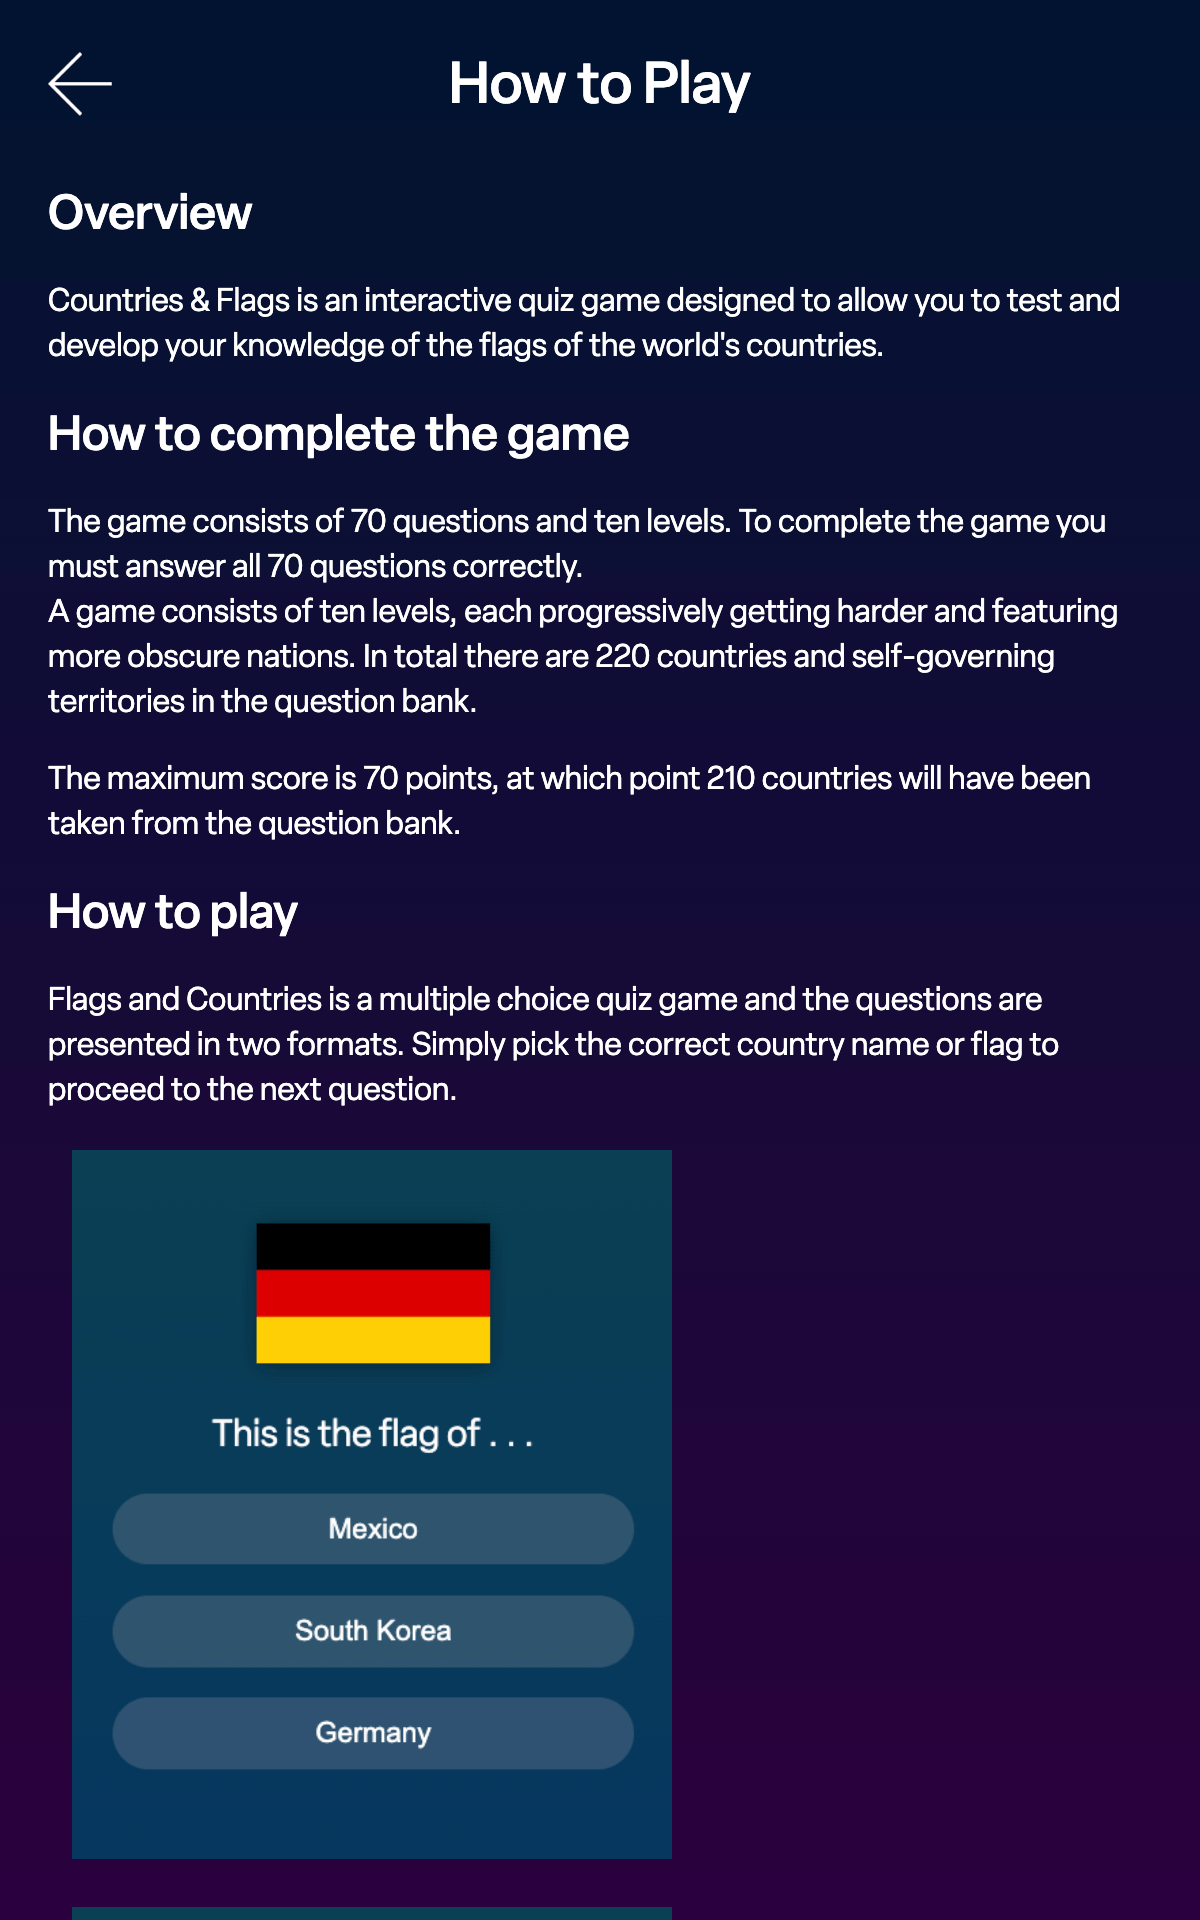 How to Play
Overview
Countries & Flags is an interactive quiz game designed to allow you to test and
develop your knowledge of the flags of the world's countries.
How to complete the game
The game consists of 70 questions and ten levels. To complete the game you
must answer all 70 questions correctly.
A game consists of ten levels, each progressively getting harder and featuring
more obscure nations. In total there are 220 countries and self-governing
territories in the question bank.
The maximum score is 70 points, at which point 210 countries will have been
taken from the question bank.
How to play
Flags and Countries is a multiple choice quiz game and the questions are
presented in two formats. Simply pick the correct country name or flag to
proceed to the next question.
This is the flag of . . .
Mexico
South Korea
Germany